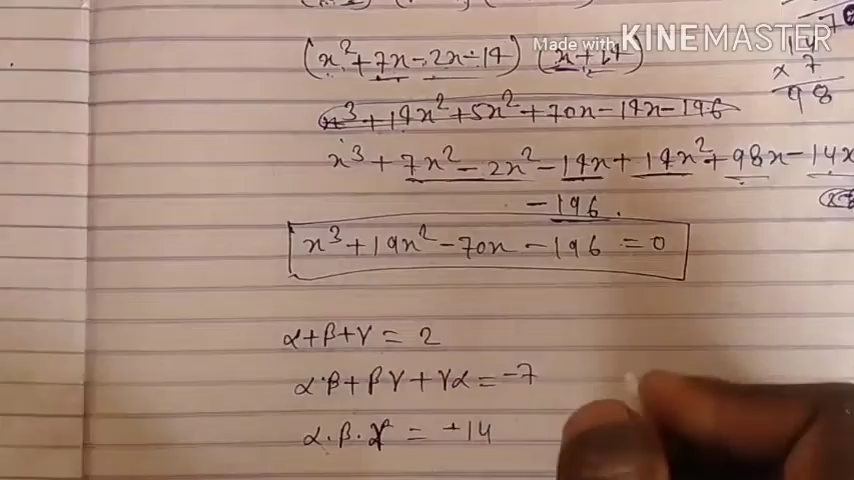 Made with KINEMASTER
(x² + 7x - 2x - 14) (x + 14)
14
× 7
98
x³ + 14x² + 5x² + 70x - 14x - 196
x³ + 7x² - 2x² - 14x + 14x² + 98x - 14x
- 196.
x³ + 19x² - 70x - 196 = 0
α + β + γ = 2
α·β + βγ + γα = -7
α·β·γ = +14